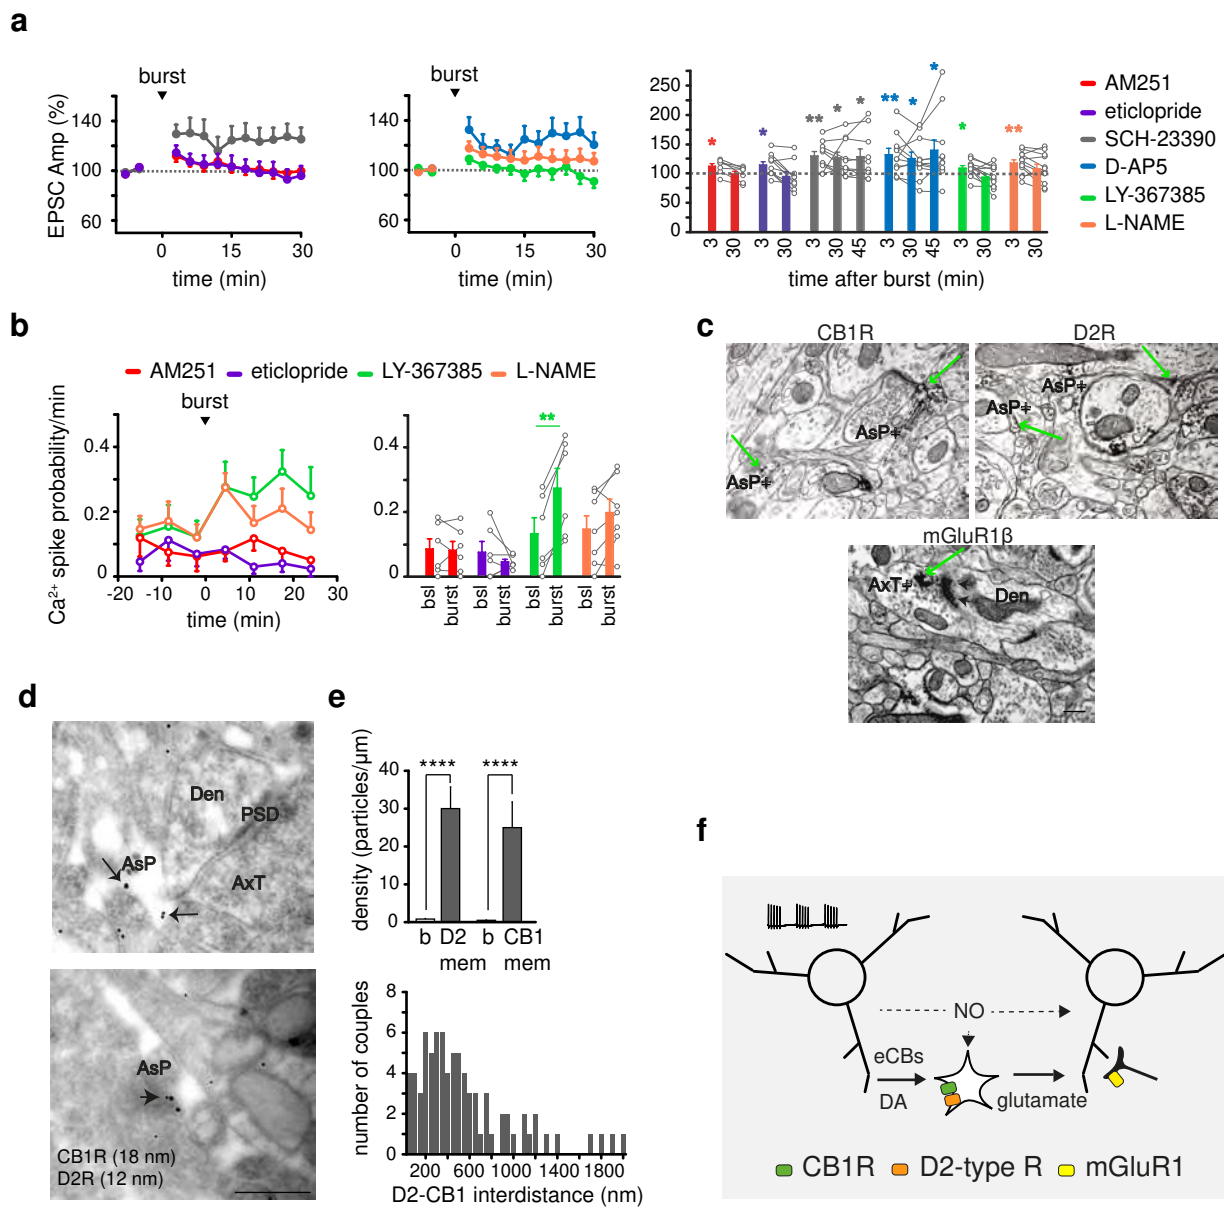 a
burst
burst
EPSC Amp (%)
140
100
60
0
15
30
time (min)
140
100
60
0
15
30
time (min)
250
200
150
100
50
0
*
*
**
*
*
**
*
*
*
**
3
30
3
30
3
30
45
3
30
45
3
30
3
30
time after burst (min)
AM251
eticlopride
SCH-23390
D-AP5
LY-367385
L-NAME
b
AM251
eticlopride
LY-367385
L-NAME
burst
Ca²⁺ spike probability/min
0.4
0.2
0
-20
-10
0
10
20
30
time (min)
0.4
0.2
0
**
bsl
burst
bsl
burst
bsl
burst
bsl
burst
c
CB1R
D2R
AsP+
AsP+
AsP+
AsP+
mGluR1β
AxT+
Den
d
Den
PSD
AsP
AxT
AsP
CB1R (18 nm)
D2R (12 nm)
e
density (particles/µm)
40
30
20
10
0
****
****
b
D2
mem
b
CB1
mem
number of couples
8
6
4
2
0
200
600
1000
1400
1800
D2-CB1 interdistance (nm)
f
NO
eCBs
DA
glutamate
CB1R
D2-type R
mGluR1